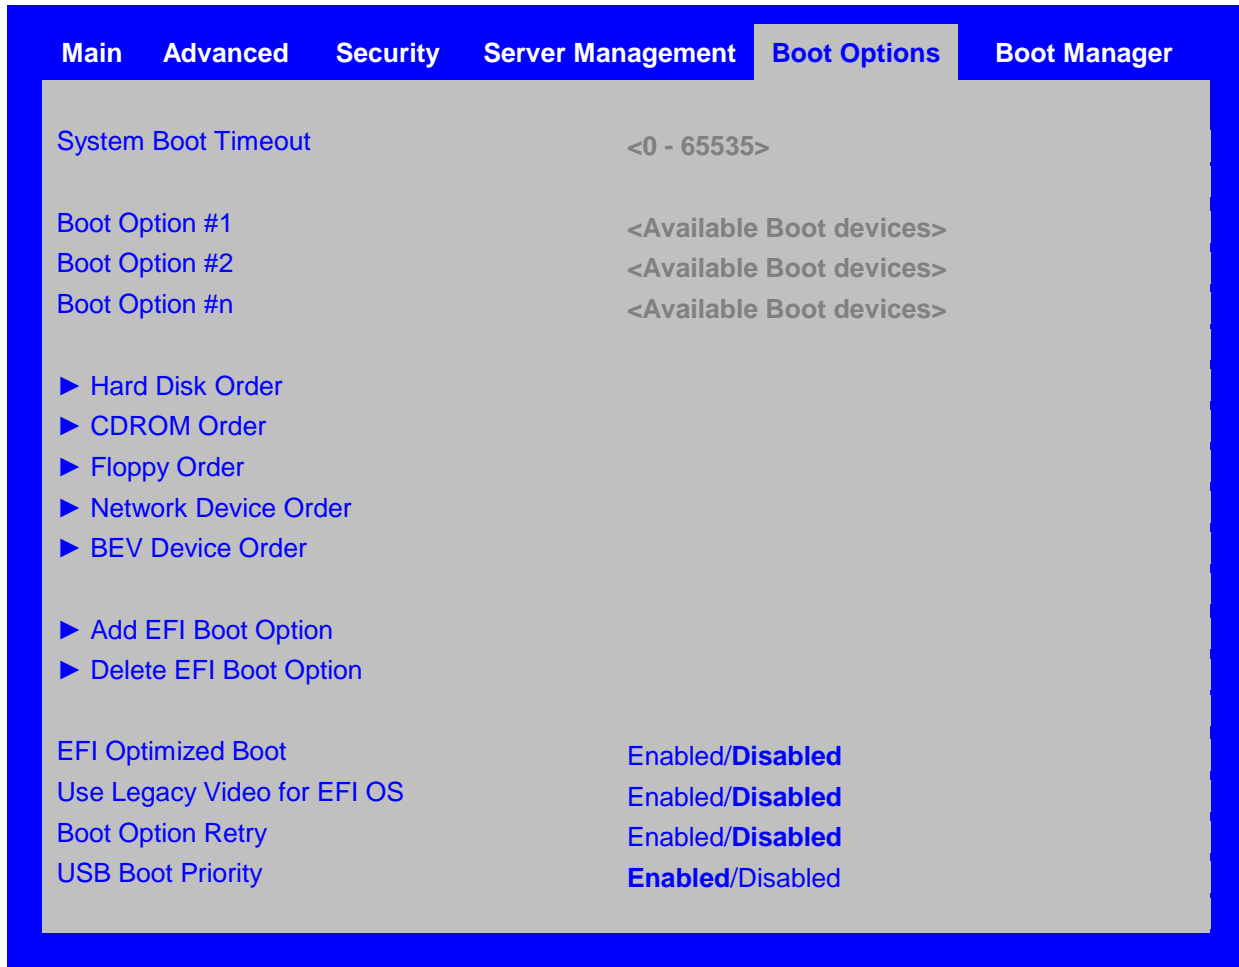 Main Advanced Security Server Management Boot Options Boot Manager
System Boot Timeout <0 - 65535>
Boot Option #1 <Available Boot devices>
Boot Option #2 <Available Boot devices>
Boot Option #n <Available Boot devices>
► Hard Disk Order
► CDROM Order
► Floppy Order
► Network Device Order
► BEV Device Order
► Add EFI Boot Option
► Delete EFI Boot Option
EFI Optimized Boot Enabled/Disabled
Use Legacy Video for EFI OS Enabled/Disabled
Boot Option Retry Enabled/Disabled
USB Boot Priority Enabled/Disabled